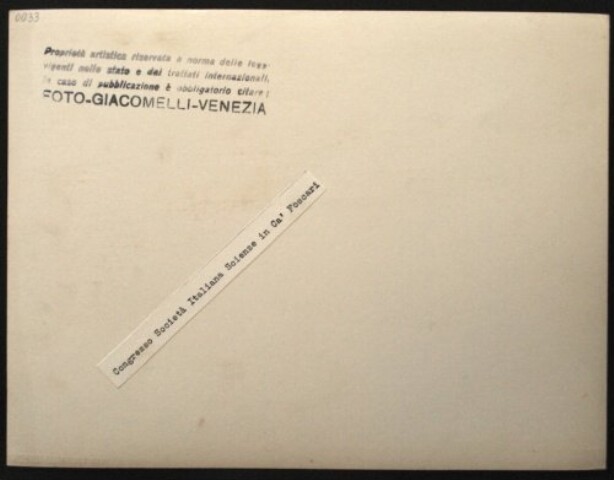 0033
Proprietà artistica riservata a norma delle leggi
vigenti nello stato e dei trattati internazionali.
In caso di pubblicazione è obbligatorio citare:
FOTO-GIACOMELLI-VENEZIA
Congresso Società Italiana Scienze in Ca' Foscari